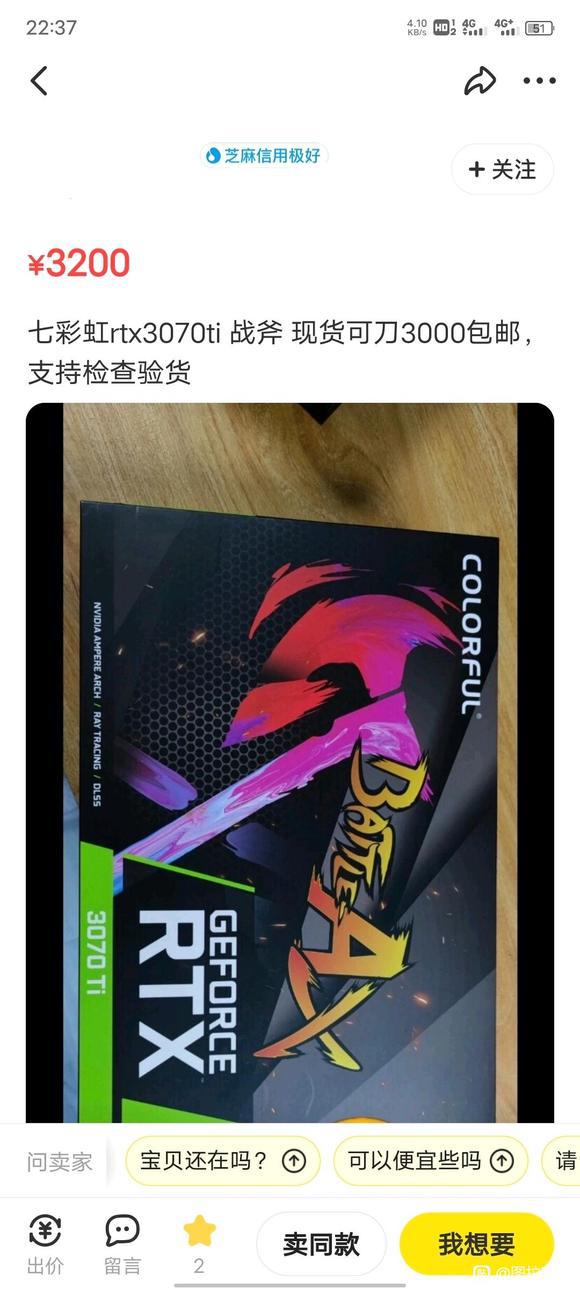 22:37
4.10 KB/s HD 1 2 4G 4G+ 51
芝麻信用极好
+ 关注
¥3200
七彩虹rtx3070ti 战斧 现货可刀3000包邮，
支持检查验货
COLORFUL®
BATTLE AX
NVIDIA AMPERE ARCH / RAY TRACING / DLSS
GEFORCE
RTX
3070 Ti
问卖家
宝贝还在吗？
可以便宜些吗
请
出价
留言
2
卖同款
我想要